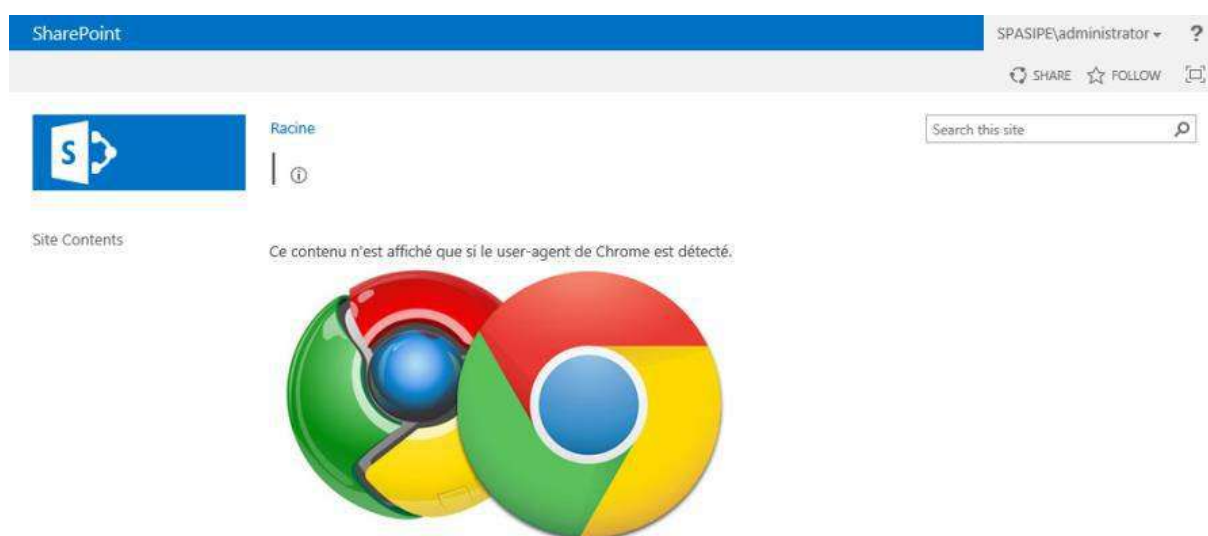 SharePoint
SPASIPE\administrator
?
SHARE
FOLLOW
S
Racine
Search this site
Site Contents
Ce contenu n'est affiché que si le user-agent de Chrome est détecté.